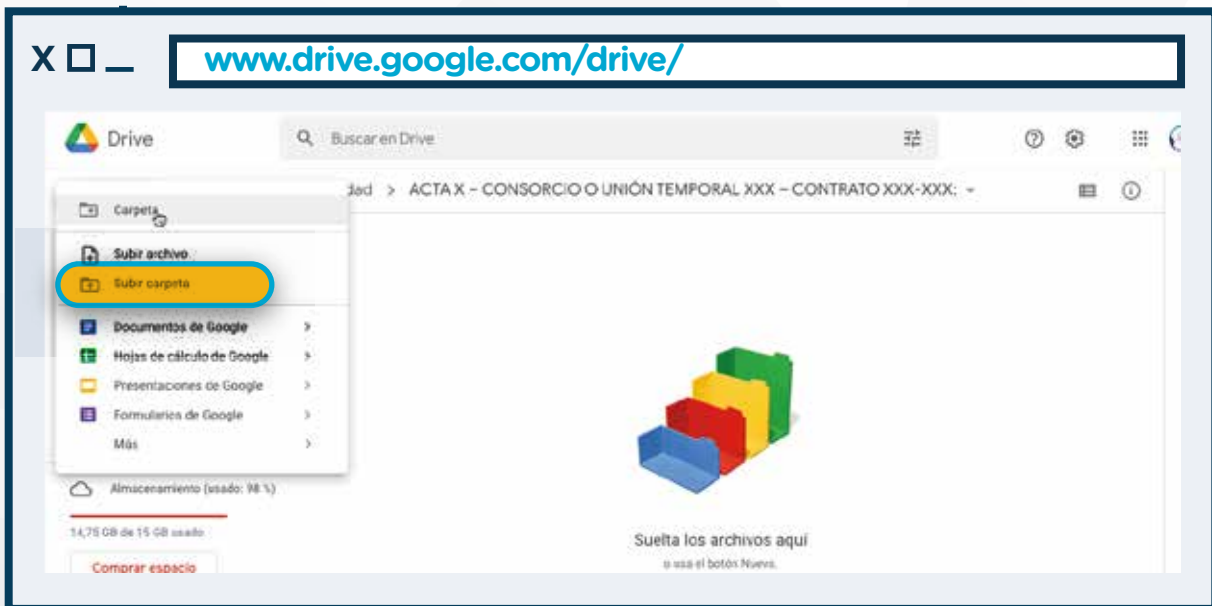 X
www.drive.google.com/drive/
Drive
Buscar en Drive
dad > ACTA X – CONSORCIO O UNIÓN TEMPORAL XXX – CONTRATO XXX-XXX:
Carpeta
Subir archivo
Subir carpeta
Documentos de Google
Hojas de cálculo de Google
Presentaciones de Google
Formularios de Google
Más
Almacenamiento (usado: 98 %)
14,75 GB de 15 GB usado
Comprar espacio
Suelta los archivos aquí
o usa el botón Nuevo.